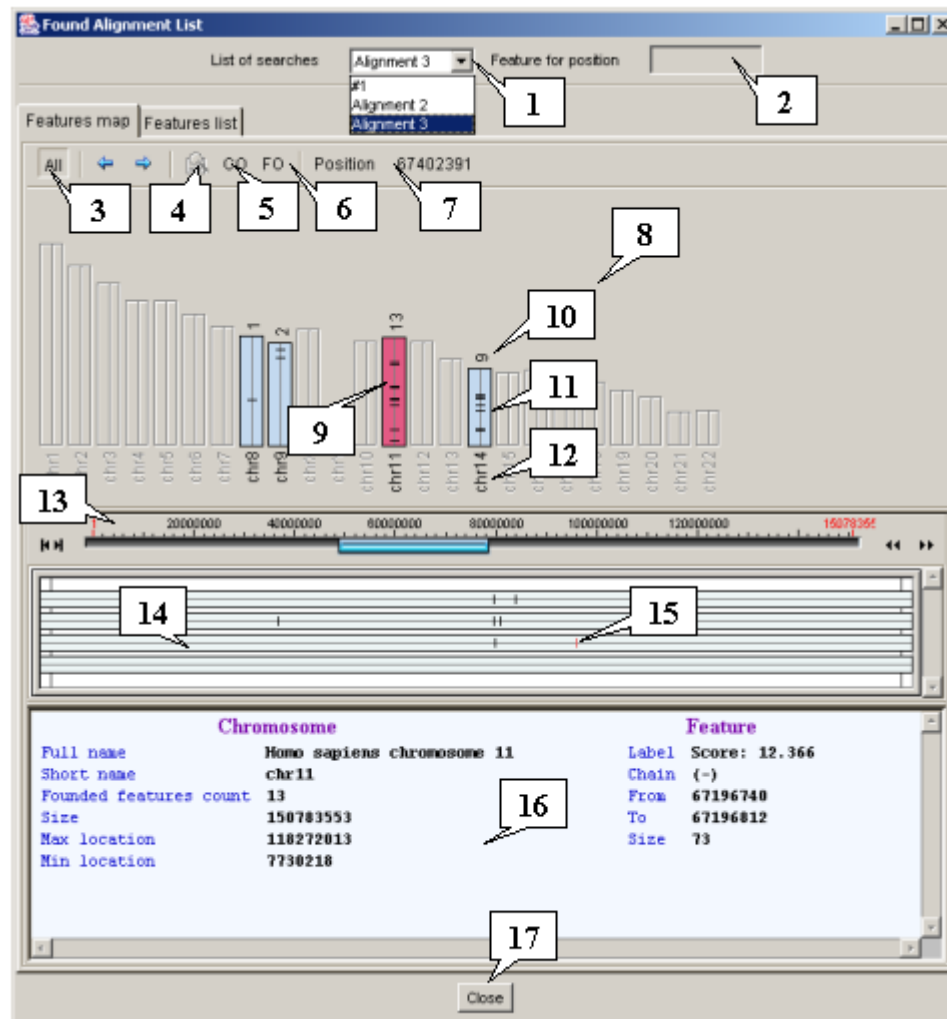 Found Alignment List
List of searches Alignment 3 Feature for position
#1
Alignment 2
Alignment 3
1
2
Features map Features list
All GO FO Position 67402391
3 4 5 6 7
8
1 2 13 9
10
11
9
12
chr1 chr2 chr3 chr4 chr5 chr6 chr7 chr8 chr9 chr10 chr11 chr12 chr13 chr14 chr19 chr20 chr21 chr22
13
1 20000000 40000000 60000000 80000000 100000000 120000000
14 15
Chromosome Feature
Full name Homo sapiens chromosome 11 Label Score: 12.366
Short name chr11 Chain (-)
Founded features count 13 From 67196740
Size 150783553 To 67196812
Max location 118272013 Size 73
Min location 7730218
16
17
Close